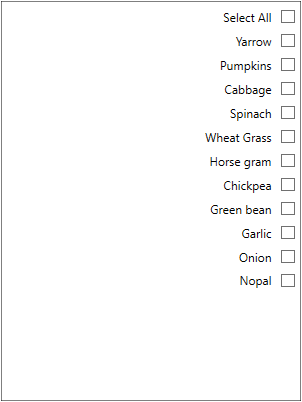 Select All
Yarrow
Pumpkins
Cabbage
Spinach
Wheat Grass
Horse gram
Chickpea
Green bean
Garlic
Onion
Nopal